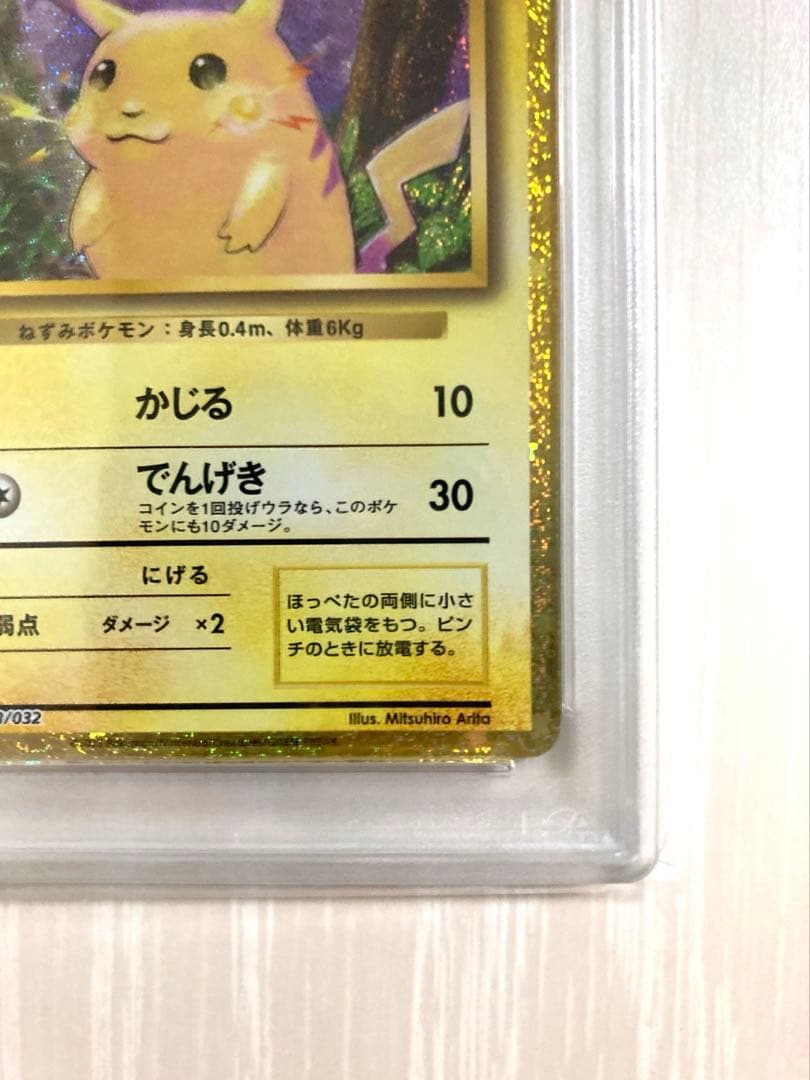 ねずみポケモン：身長0.4m、体重6Kg
かじる 10
でんげき 30
コインを1回投げウラなら、このポケ
モンにも10ダメージ。
にげる
弱点 ダメージ ×2
ほっぺたの両側に小さ
い電気袋をもつ。ピン
チのときに放電する。
/032 Illus. Mitsuhiro Arita